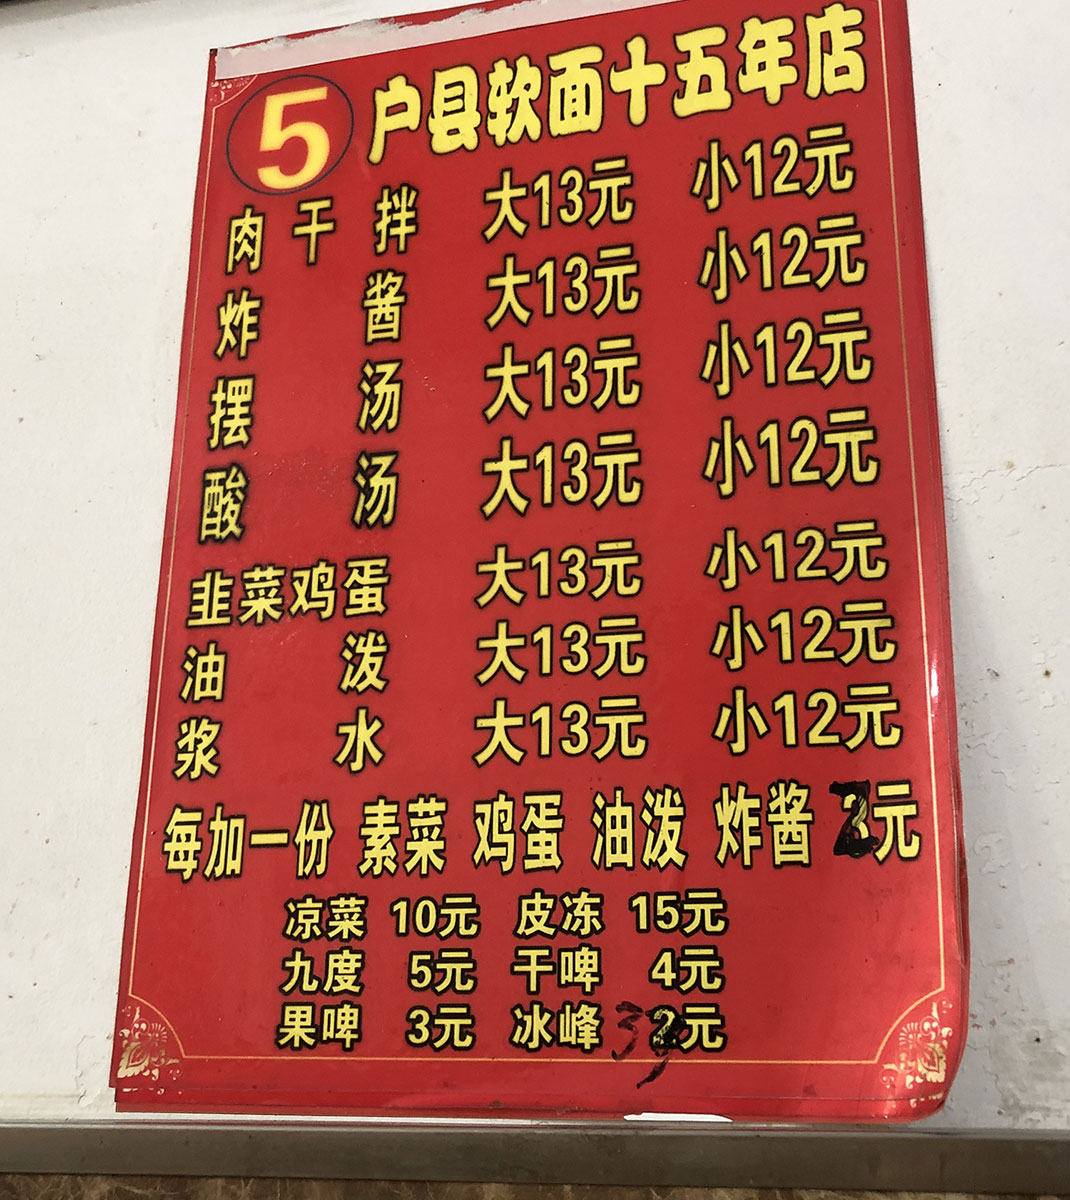 5 户县软面十五年店
肉干拌 大13元 小12元
炸酱 大13元 小12元
摆汤 大13元 小12元
酸汤 大13元 小12元
韭菜鸡蛋 大13元 小12元
油泼 大13元 小12元
浆水 大13元 小12元
每加一份 素菜 鸡蛋 油泼 炸酱 元
凉菜 10元 皮冻 15元
九度 5元 干啤 4元
果啤 3元 冰峰 3元